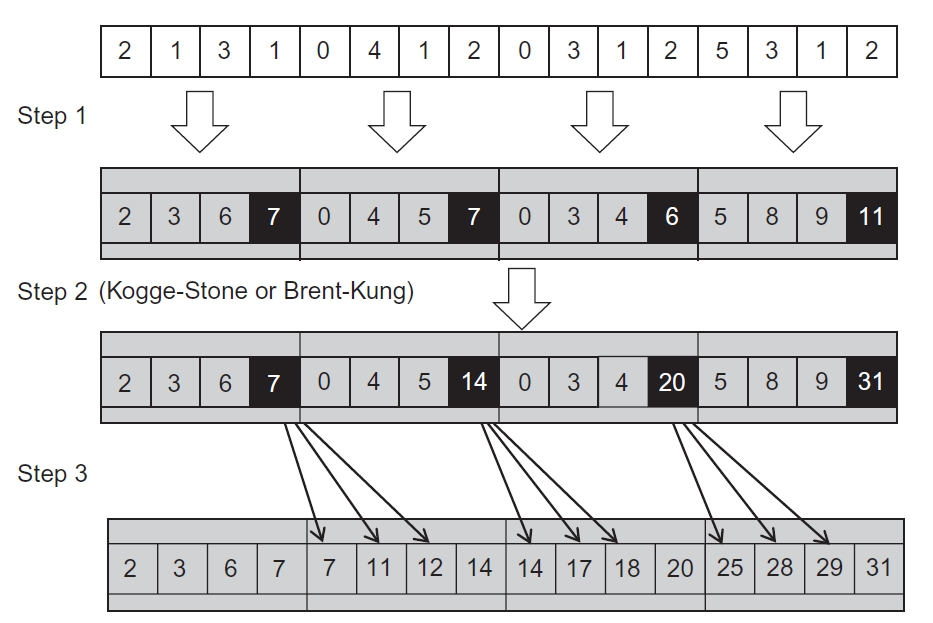 2 1 3 1 0 4 1 2 0 3 1 2 5 3 1 2
Step 1
2 3 6 7 0 4 5 7 0 3 4 6 5 8 9 11
Step 2 (Kogge-Stone or Brent-Kung)
2 3 6 7 0 4 5 14 0 3 4 20 5 8 9 31
Step 3
2 3 6 7 7 11 12 14 14 17 18 20 25 28 29 31